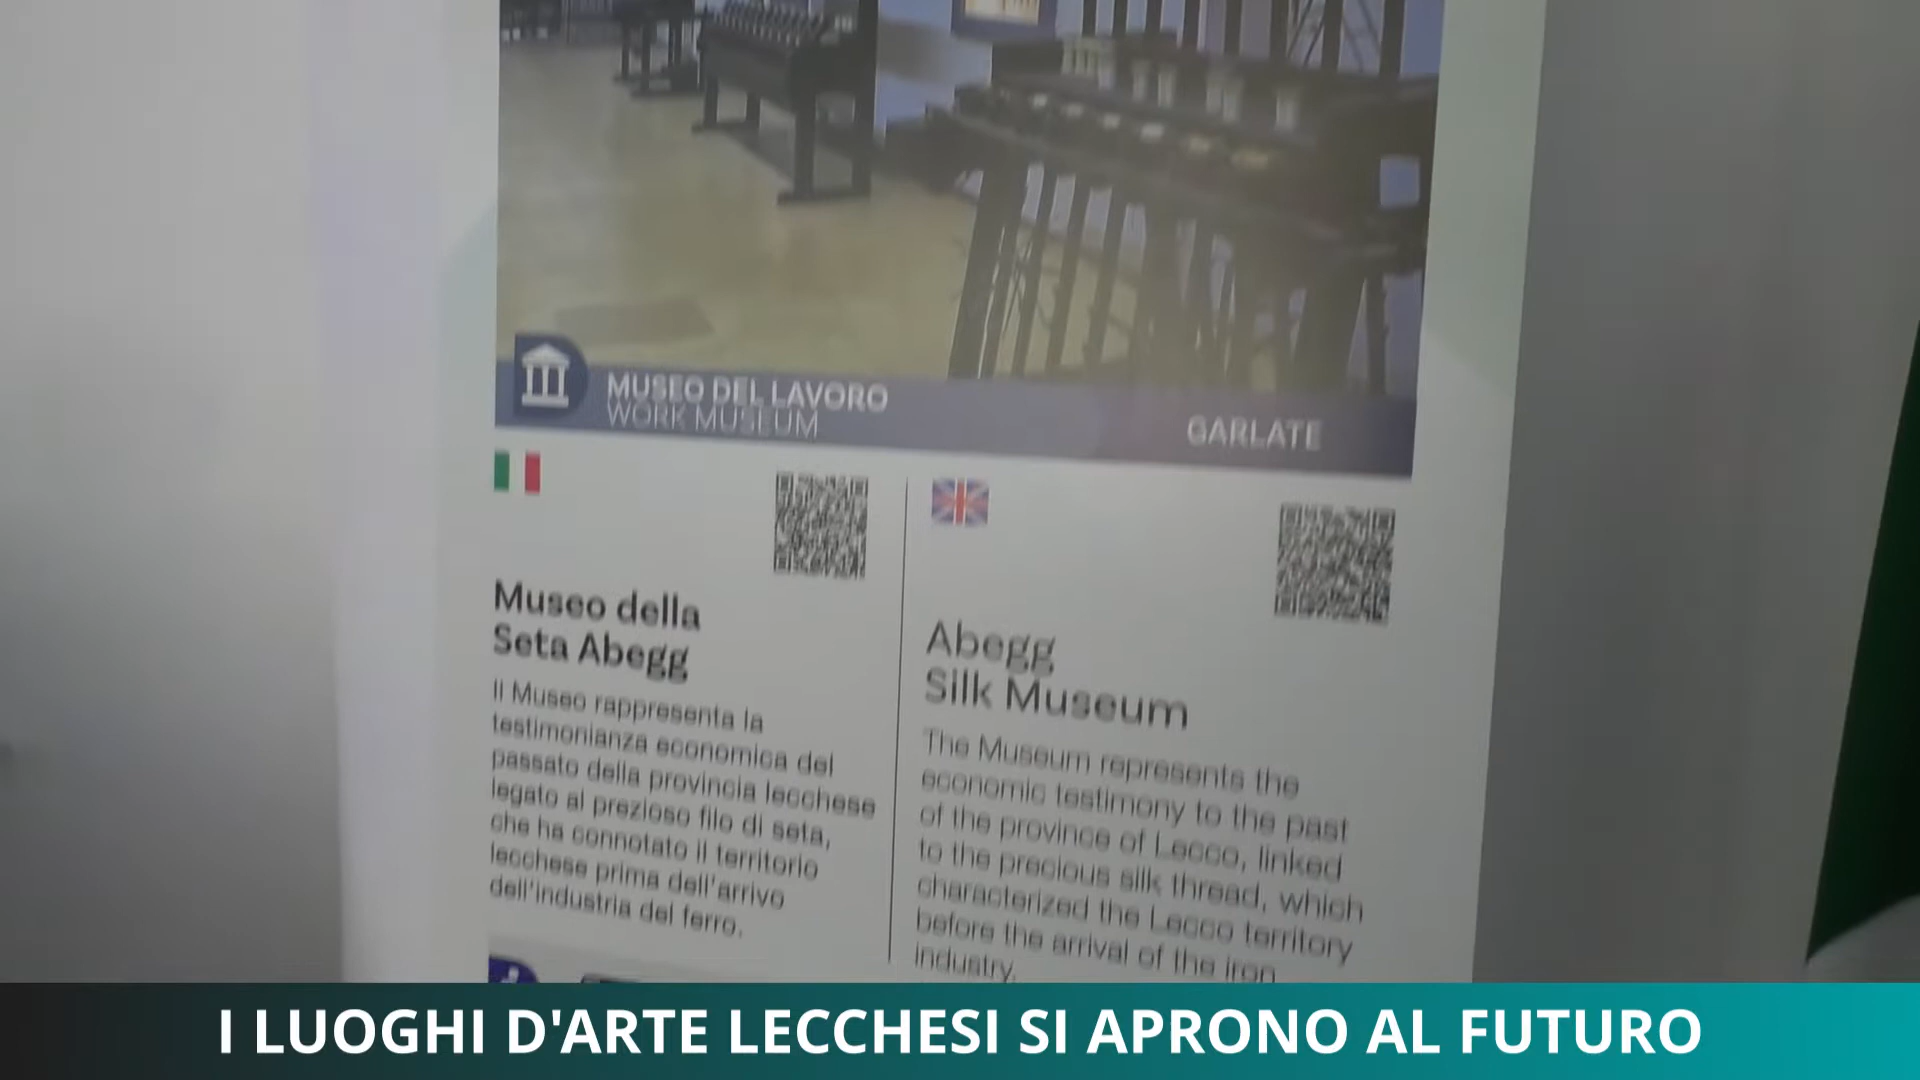 MUSEO DEL LAVORO
WORK MUSEUM
GARLATE
Museo della
Seta Abegg
Il Museo rappresenta la
testimonianza economica del
passato della provincia lecchese
legato al prezioso filo di seta,
che ha connotato il territorio
lecchese prima dell'arrivo
dell'industria del ferro.
Abegg
Silk Museum
The Museum represents the
economic testimony to the past
of the province of Lecco, linked
to the precious silk thread, which
characterized the Lecco territory
before the arrival of the iron
industry.
I LUOGHI D'ARTE LECCHESI SI APRONO AL FUTURO